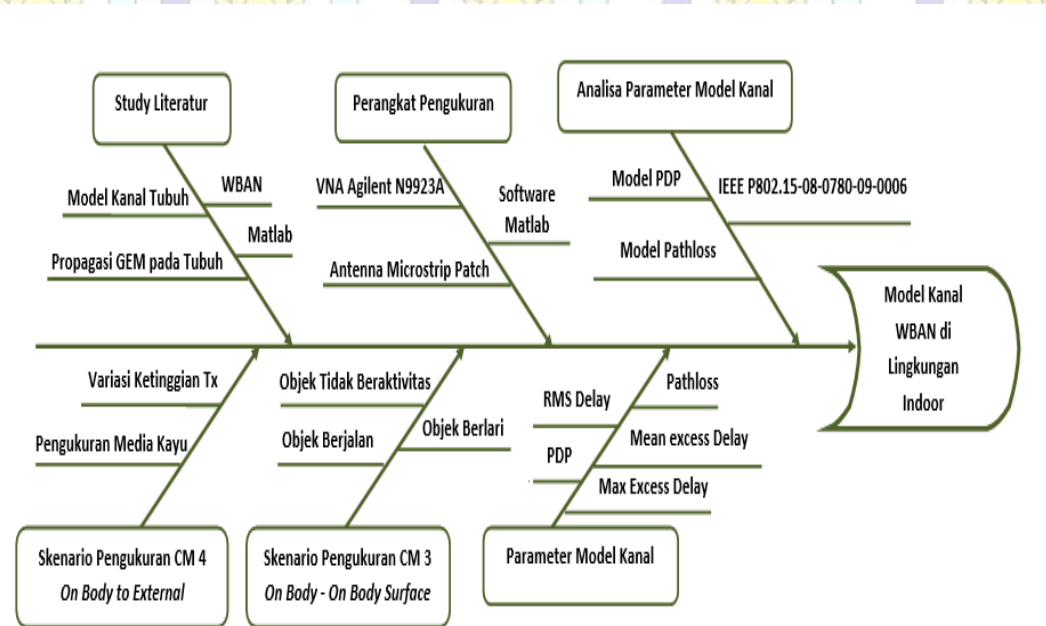 Study Literatur
Perangkat Pengukuran
Analisa Parameter Model Kanal
Model Kanal Tubuh
WBAN
Matlab
Propagasi GEM pada Tubuh
VNA Agilent N9923A
Software
Matlab
Antenna Microstrip Patch
Model PDP
IEEE P802.15-08-0780-09-0006
Model Pathloss
Model Kanal
WBAN di
Lingkungan
Indoor
Variasi Ketinggian Tx
Pengukuran Media Kayu
Objek Tidak Beraktivitas
Objek Berjalan
Objek Berlari
RMS Delay
Pathloss
PDP
Mean excess Delay
Max Excess Delay
Skenario Pengukuran CM 4
On Body to External
Skenario Pengukuran CM 3
On Body - On Body Surface
Parameter Model Kanal